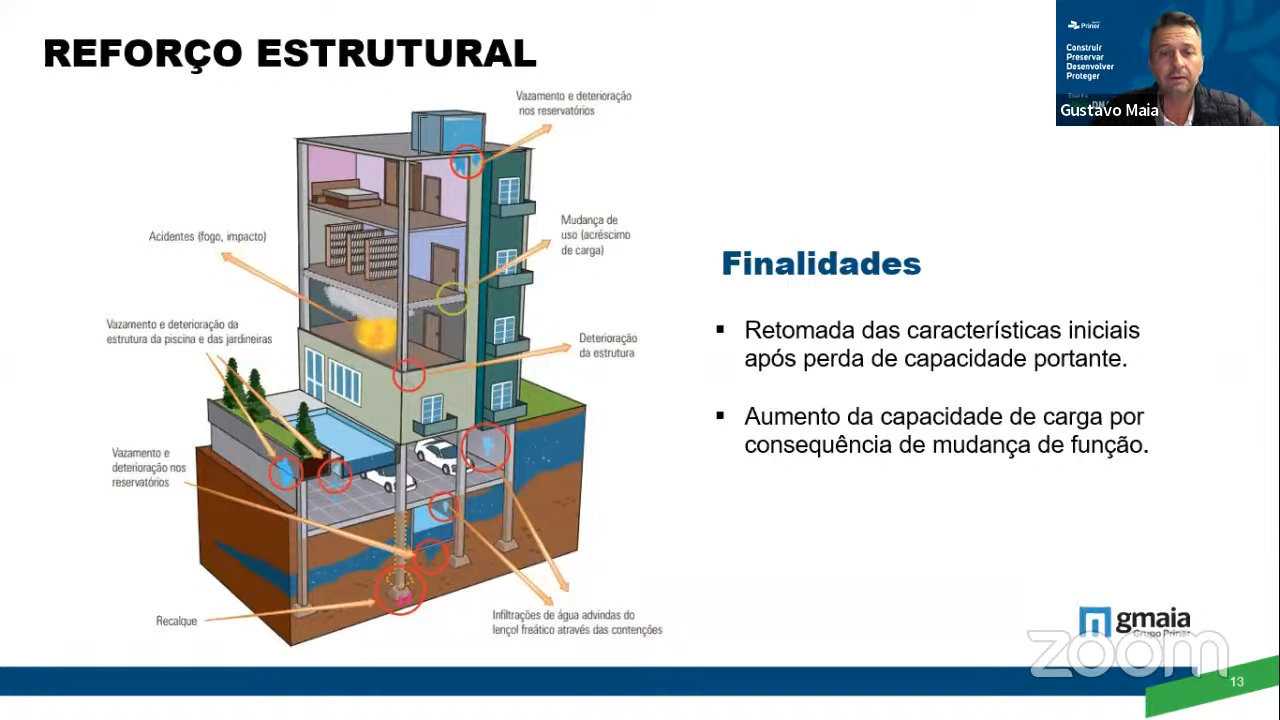 REFORÇO ESTRUTURAL
Priner
Construir
Preservar
Desenvolver
Proteger
Gustavo Maia
Vazamento e deterioração
nos reservatórios
Acidentes (fogo, impacto)
Mudança de
uso (acréscimo
de carga)
Vazamento e deterioração da
estrutura da piscina e das jardineiras
Deterioração
da estrutura
Vazamento e
deterioração nos
reservatórios
Recalque
Infiltrações de água advindas do
lençol freático através das contenções
Finalidades
▪ Retomada das características iniciais
após perda de capacidade portante.
▪ Aumento da capacidade de carga por
consequência de mudança de função.
gmaia
Grupo Priner
zoom
13